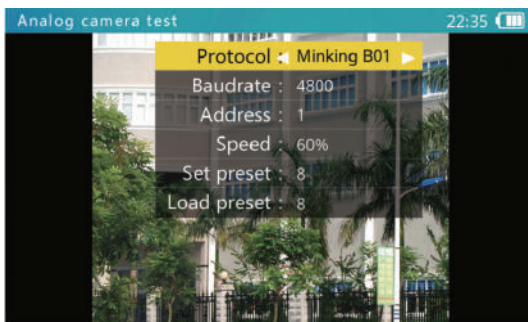 Analog camera test 22:35
Protocol : Minking B01
Baudrate : 4800
Address : 1
Speed : 60%
Set preset : 8
Load preset : 8